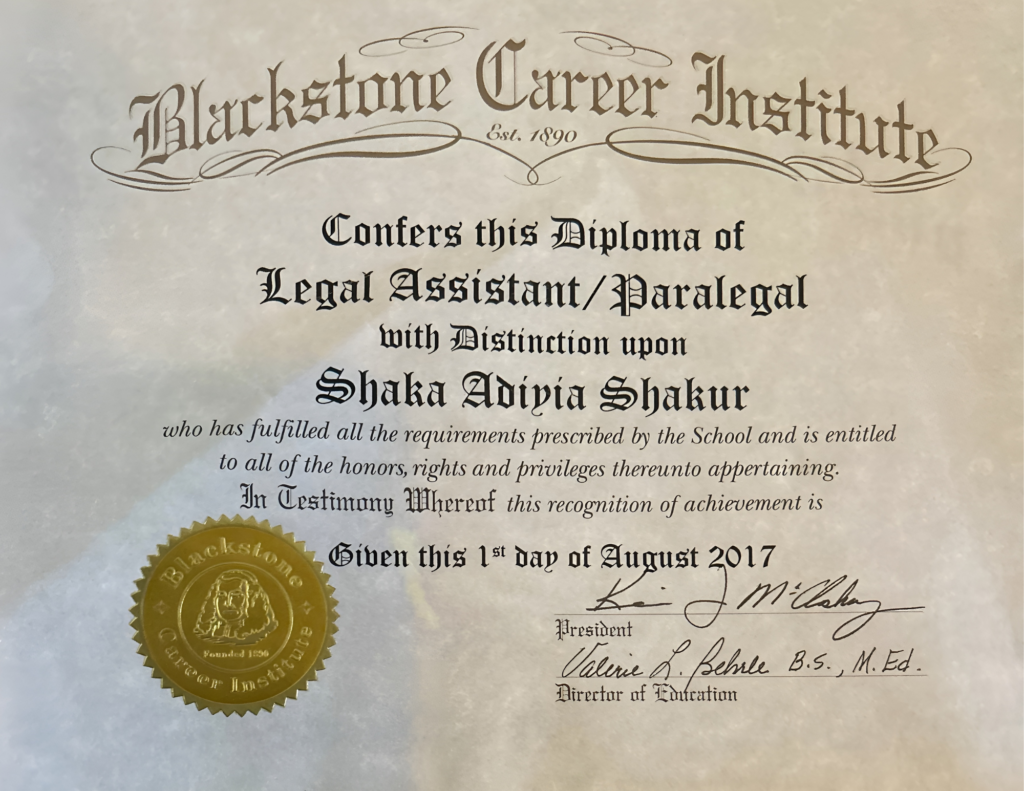 Blackstone Career Institute
Est. 1890
Confers this Diploma of
Legal Assistant/Paralegal
with Distinction upon
Shaka Adiyia Shakur
who has fulfilled all the requirements prescribed by the School and is entitled
to all of the honors, rights and privileges thereunto appertaining.
In Testimony Whereof this recognition of achievement is
Given this 1st day of August 2017
President
Valerie L. Behrle B.S., M.Ed.
Director of Education
Blackstone
Founded 1890
Career Institute